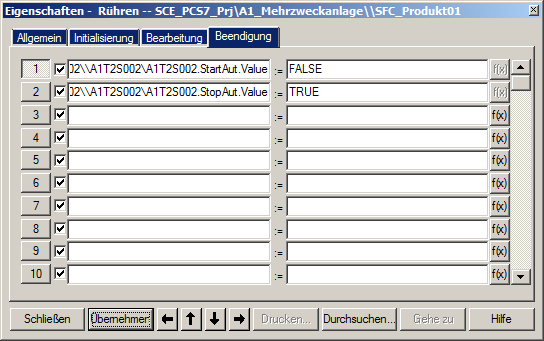 Eigenschaften - Rühren -- SCE_PCS7_Prj\A1_Mehrzweckanlage\\SFC_Produkt01
Allgemein Initialisierung Bearbeitung Beendigung
1 02\\A1T2S002\A1T2S002.StartAut.Value := FALSE f(x)
2 02\\A1T2S002\A1T2S002.StopAut.Value := TRUE f(x)
3 := f(x)
4 := f(x)
5 := f(x)
6 := f(x)
7 := f(x)
8 := f(x)
9 := f(x)
10 := f(x)
Schließen Übernehmen Drucken... Durchsuchen... Gehe zu Hilfe